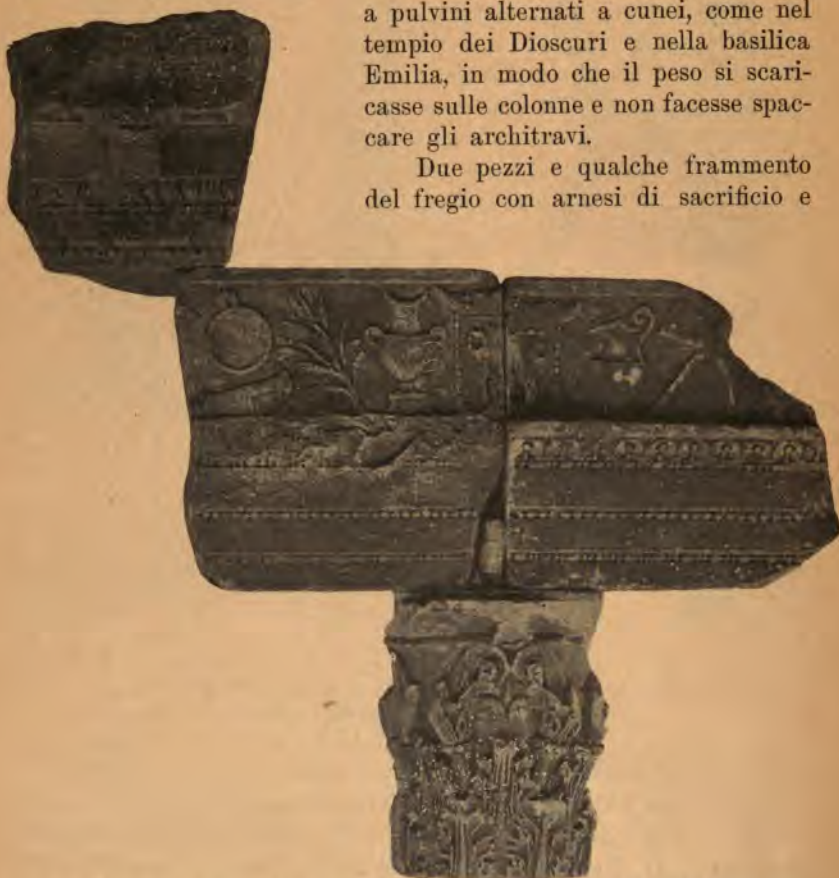 a pulvini alternati a cunei, come nel
tempio dei Dioscuri e nella basilica
Emilia, in modo che il peso si scari-
casse sulle colonne e non facesse spac-
care gli architravi.
Due pezzi e qualche frammento
del fregio con arnesi di sacrificio e